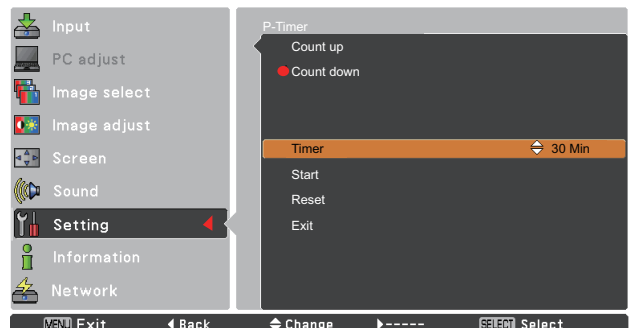 Input
PC adjust
Image select
Image adjust
Screen
Sound
Setting
Information
Network
P-Timer
Count up
Count down
Timer 30 Min
Start
Reset
Exit
MENU Exit Back Change ----- SELECT Select